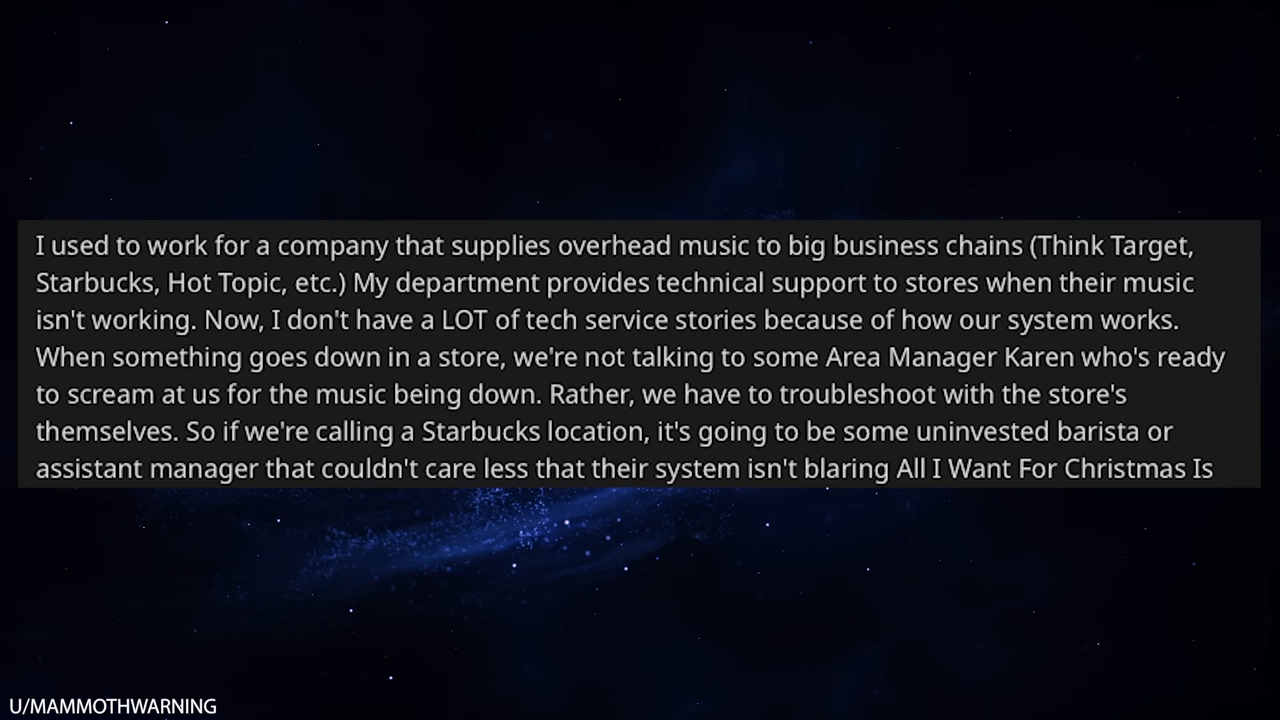 I used to work for a company that supplies overhead music to big business chains (Think Target,
Starbucks, Hot Topic, etc.) My department provides technical support to stores when their music
isn't working. Now, I don't have a LOT of tech service stories because of how our system works.
When something goes down in a store, we're not talking to some Area Manager Karen who's ready
to scream at us for the music being down. Rather, we have to troubleshoot with the store's
themselves. So if we're calling a Starbucks location, it's going to be some uninvested barista or
assistant manager that couldn't care less that their system isn't blaring All I Want For Christmas Is
U/MAMMOTHWARNING